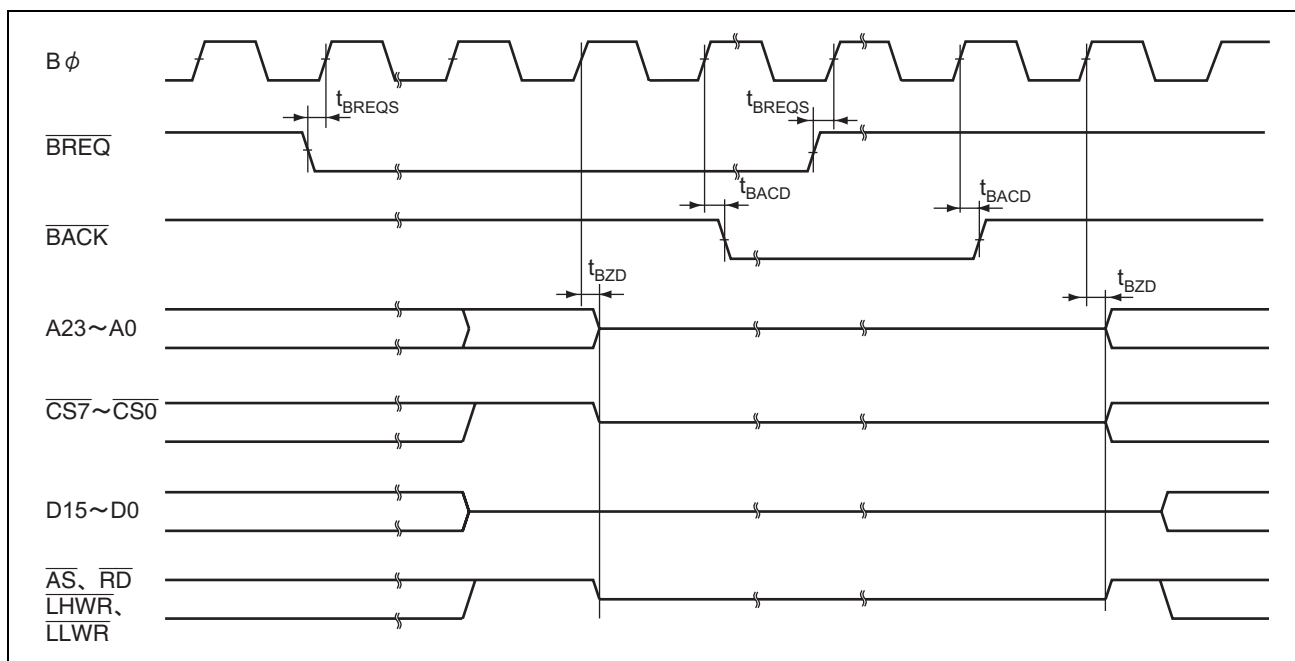 Bφ
tBREQS
tBREQS
BREQ
tBACD
tBACD
BACK
tBZD
tBZD
A23～A0
CS7～CS0
D15～D0
AS、RD
LHWR、
LLWR